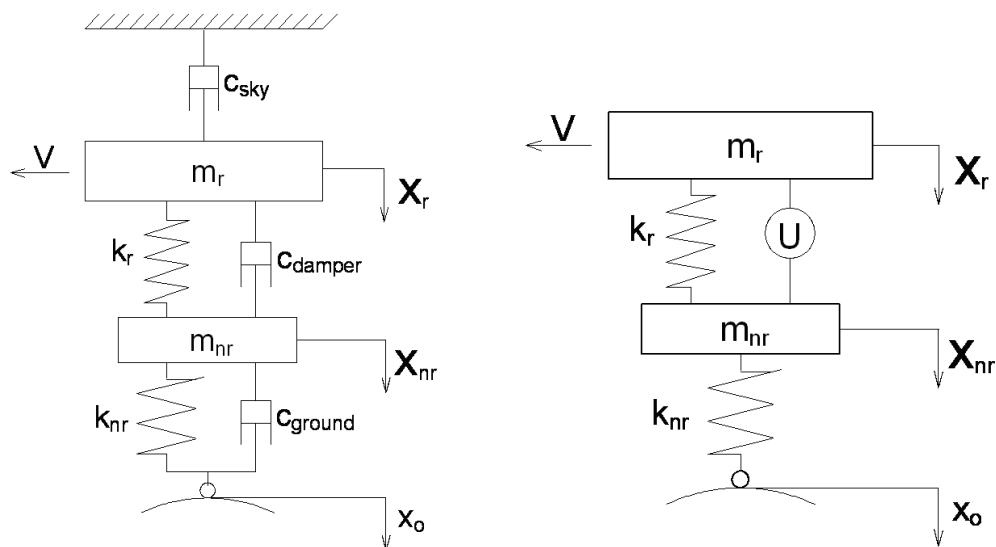 c_sky
V
m_r
X_r
k_r
c_damper
m_nr
X_nr
k_nr
c_ground
x_o
V
m_r
X_r
k_r
U
m_nr
X_nr
k_nr
x_o